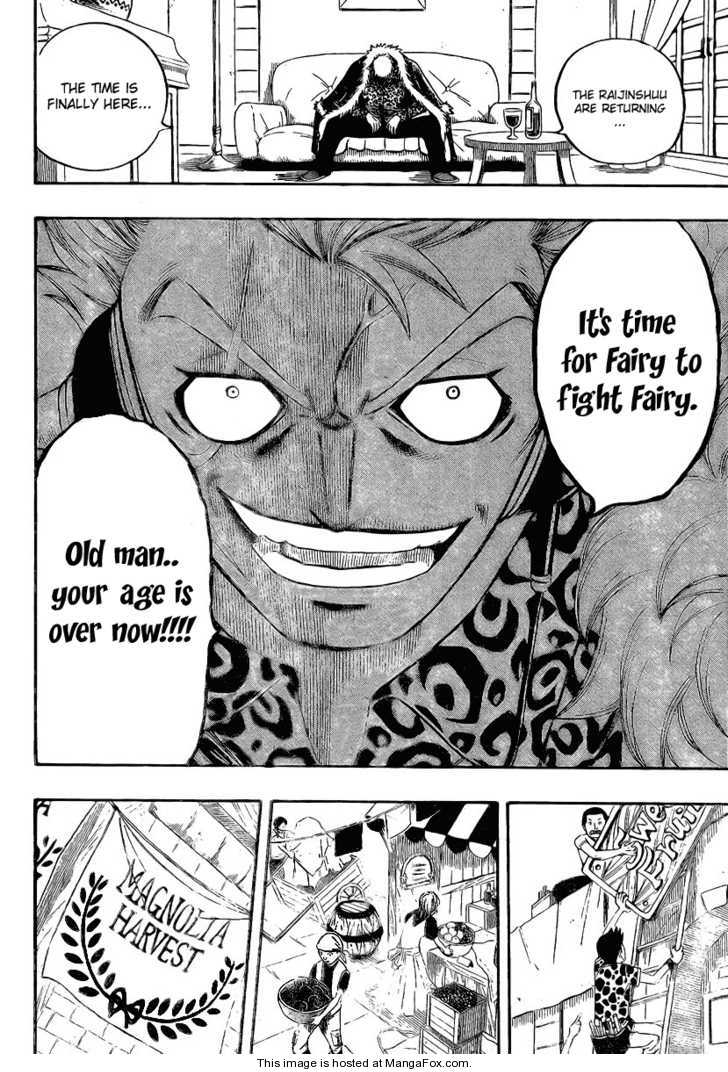 THE TIME IS
FINALLY HERE...
THE RAIJINSHUU
ARE RETURNING
...
It's time
for Fairy to
fight Fairy.
Old man..
your age is
over now!!!!
MAGNOLIA
HARVEST
This image is hosted at MangaFox.com.